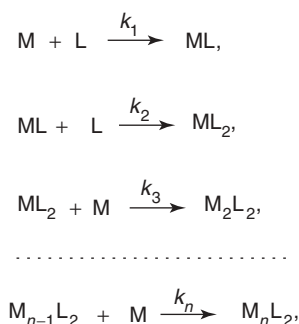 M + L k₁ ⟶ ML,
ML + L k₂ ⟶ ML₂,
ML₂ + M k₃ ⟶ M₂L₂,
Mₙ₋₁L₂ + M kₙ ⟶ MₙL₂,